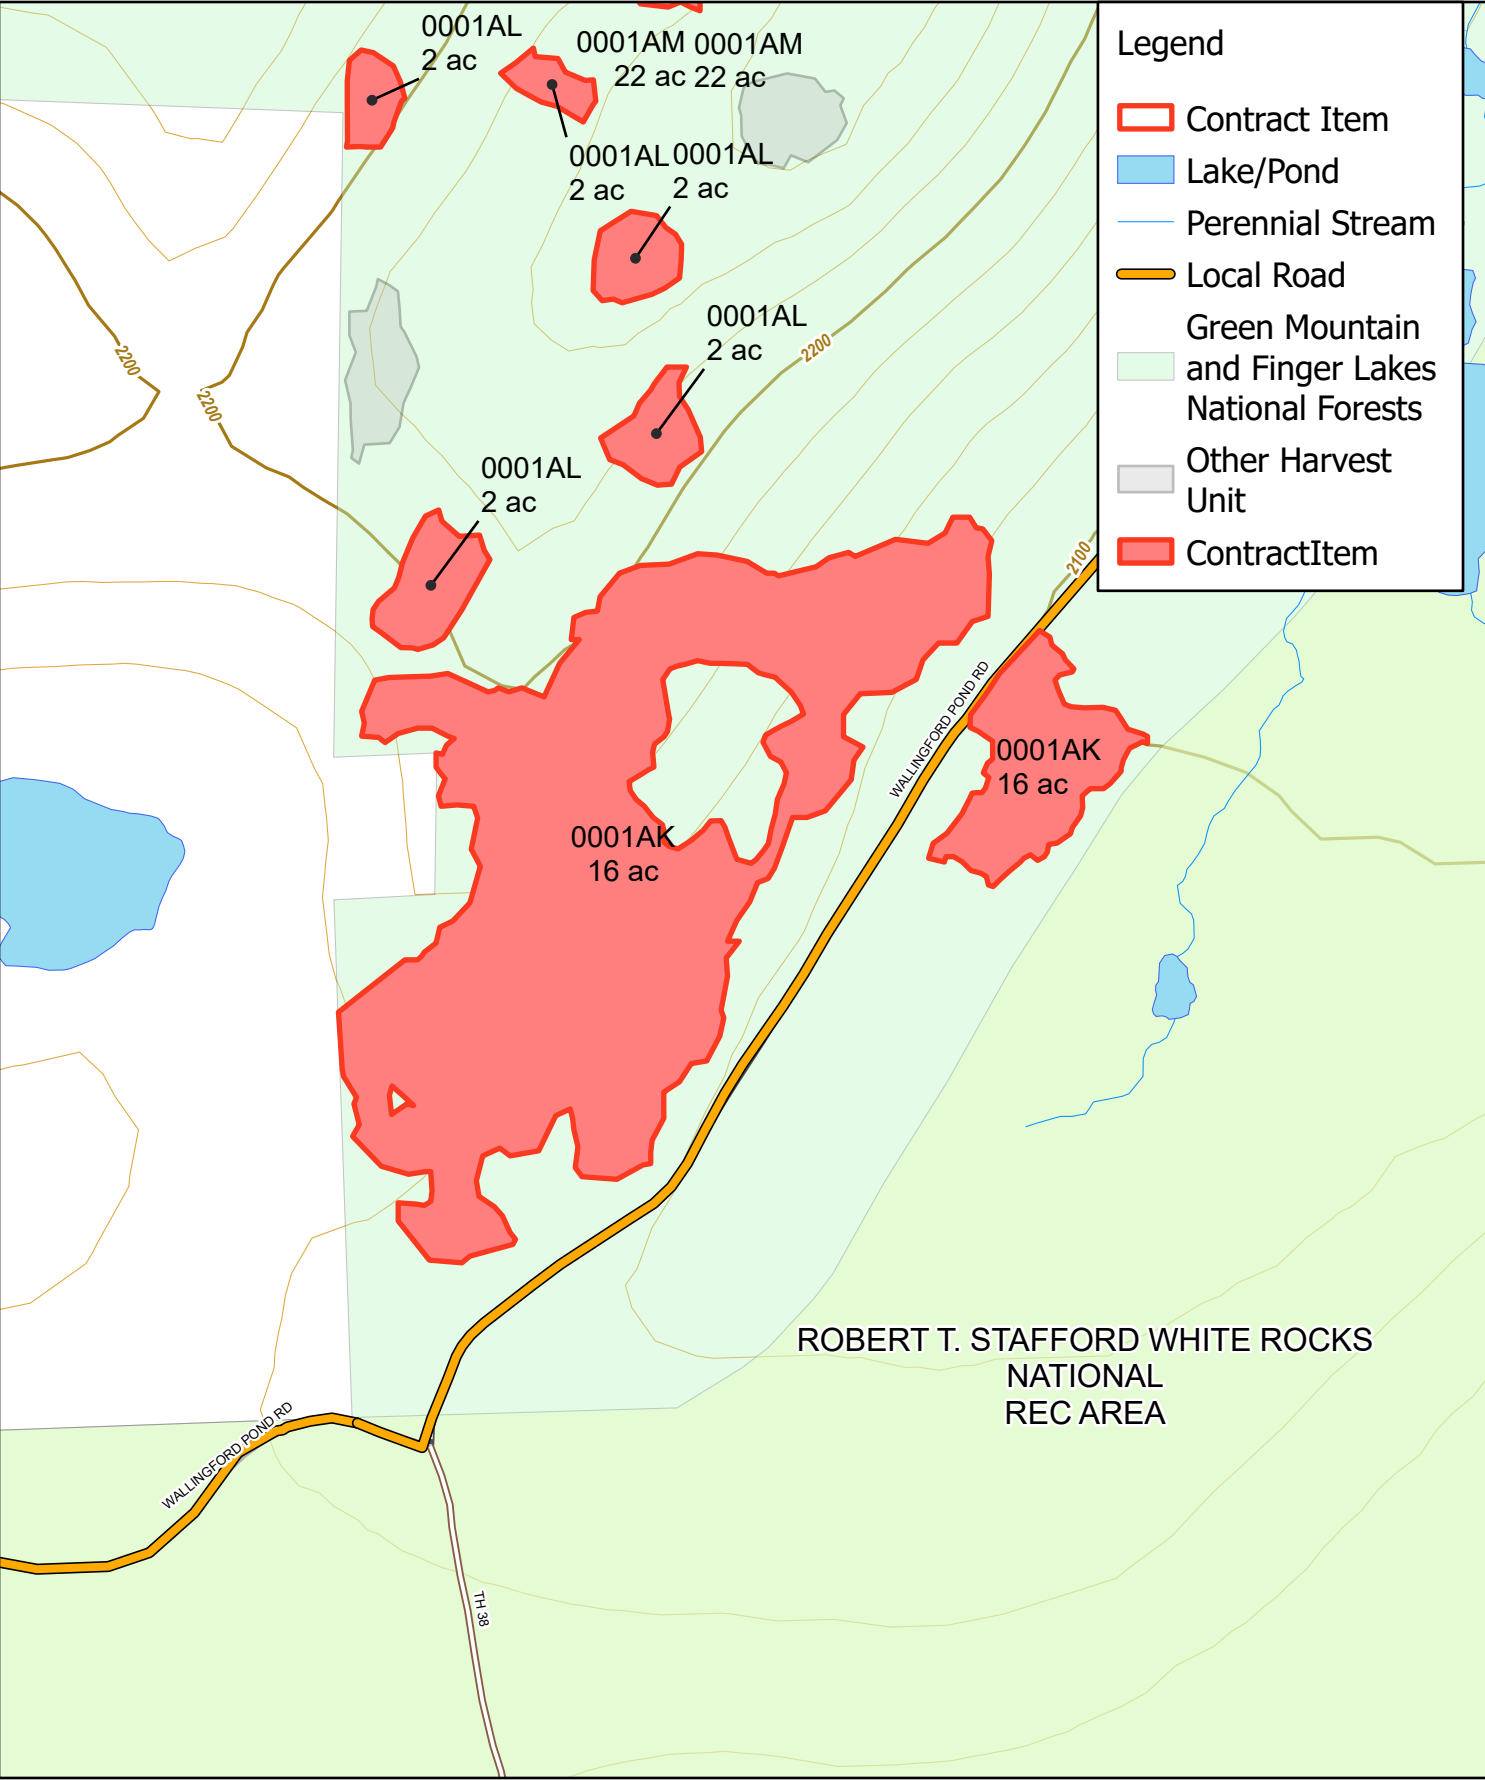 0001AL
2 ac
0001AM
22 ac
0001AM
22 ac
0001AL
2 ac
0001AL
2 ac
0001AL
2 ac
2200
2200
2200
0001AL
2 ac
2100
WALLINGFORD POND RD
0001AK
16 ac
0001AK
16 ac
ROBERT T. STAFFORD WHITE ROCKS
NATIONAL
REC AREA
WALLINGFORD POND RD
TH 38
Legend
Contract Item
Lake/Pond
Perennial Stream
Local Road
Green Mountain
and Finger Lakes
National Forests
Other Harvest
Unit
ContractItem